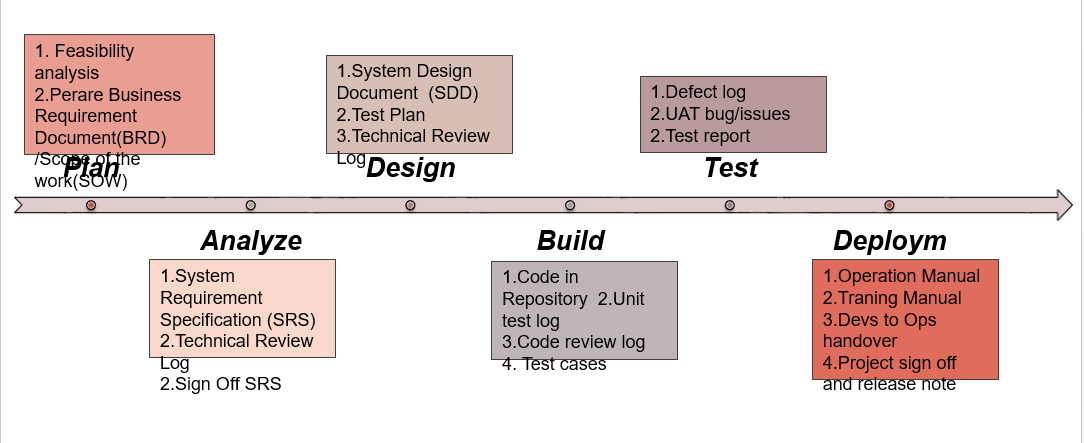 1. Feasibility
analysis
2.Perare Business
Requirement
Document(BRD)
/Scope of the
work(SOW)
Plan
1.System Design
Document (SDD)
2.Test Plan
3.Technical Review
Log
Design
1.Defect log
2.UAT bug/issues
2.Test report
Test
Analyze
1.System
Requirement
Specification (SRS)
2.Technical Review
Log
2.Sign Off SRS
Build
1.Code in
Repository 2.Unit
test log
3.Code review log
4. Test cases
Deploym
1.Operation Manual
2.Traning Manual
3.Devs to Ops
handover
4.Project sign off
and release note